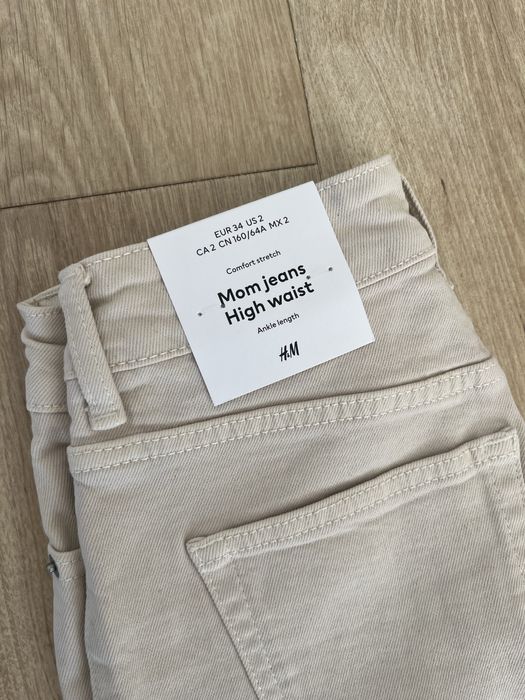 EUR 34 US 2
CA 2 CN 160/64A MX 2
Comfort stretch
Mom jeans
High waist
Ankle length
H&M